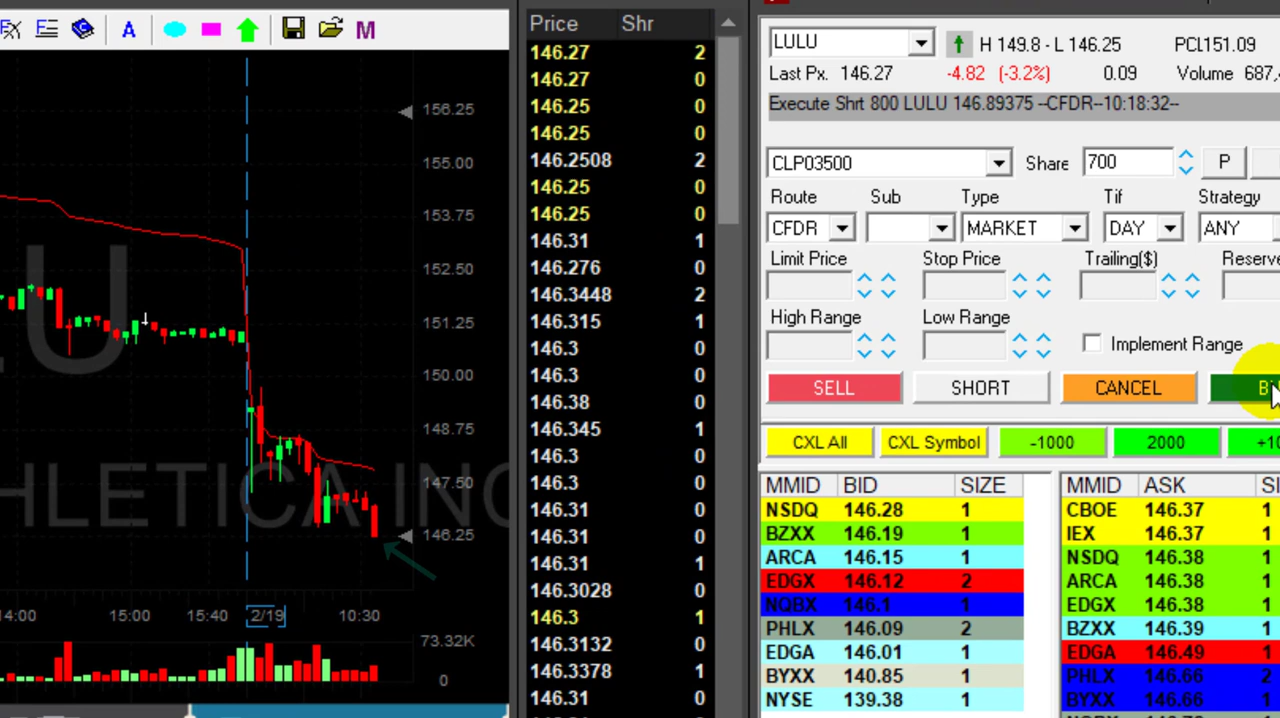 A
M
156.25
155.00
153.75
152.50
151.25
150.00
148.75
147.50
146.25
U
HLETICA INC
14:00 15:00 15:40 2/19 10:30
73.32K
0
Price Shr
146.27 2
146.27 0
146.25 0
146.25 0
146.2508 2
146.25 0
146.25 0
146.31 1
146.276 0
146.3448 2
146.315 1
146.3 0
146.3 0
146.38 0
146.345 1
146.3 0
146.3 0
146.31 0
146.31 0
146.31 1
146.3028 0
146.3 1
146.3132 0
146.3378 1
146.31 0
LULU H 149.8 - L 146.25 PCL151.09
Last Px. 146.27 -4.82 (-3.2%) 0.09 Volume 687,
Execute Shrt 800 LULU 146.89375 --CFDR--10:18:32--
CLP03500 Share 700 P
Route Sub Type Tif Strategy
CFDR MARKET DAY ANY
Limit Price Stop Price Trailing($) Reserve
High Range Low Range
Implement Range
SELL SHORT CANCEL B
CXL All CXL Symbol -1000 2000 +10
MMID BID SIZE
NSDQ 146.28 1
BZXX 146.19 1
ARCA 146.15 1
EDGX 146.12 2
NQBX 146.1 1
PHLX 146.09 2
EDGA 146.01 1
BYXX 140.85 1
NYSE 139.38 1
MMID ASK SI
CBOE 146.37 1
IEX 146.37 1
NSDQ 146.38 1
ARCA 146.38 1
EDGX 146.38 1
BZXX 146.39 1
EDGA 146.49 1
PHLX 146.66 2
BYXX 146.66 1